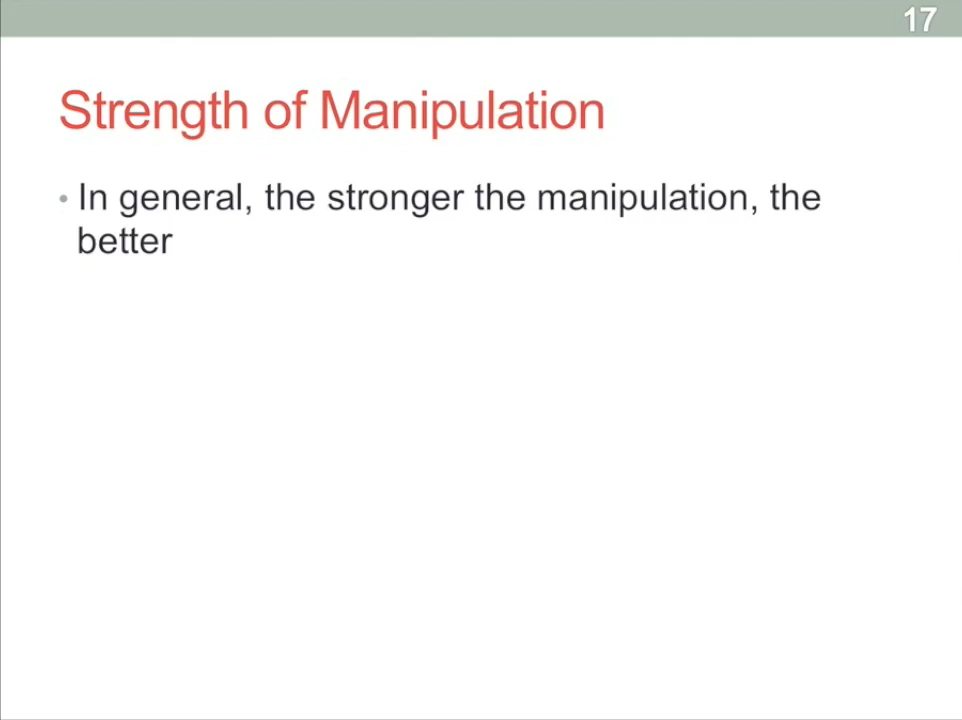 17
Strength of Manipulation
• In general, the stronger the manipulation, the
better